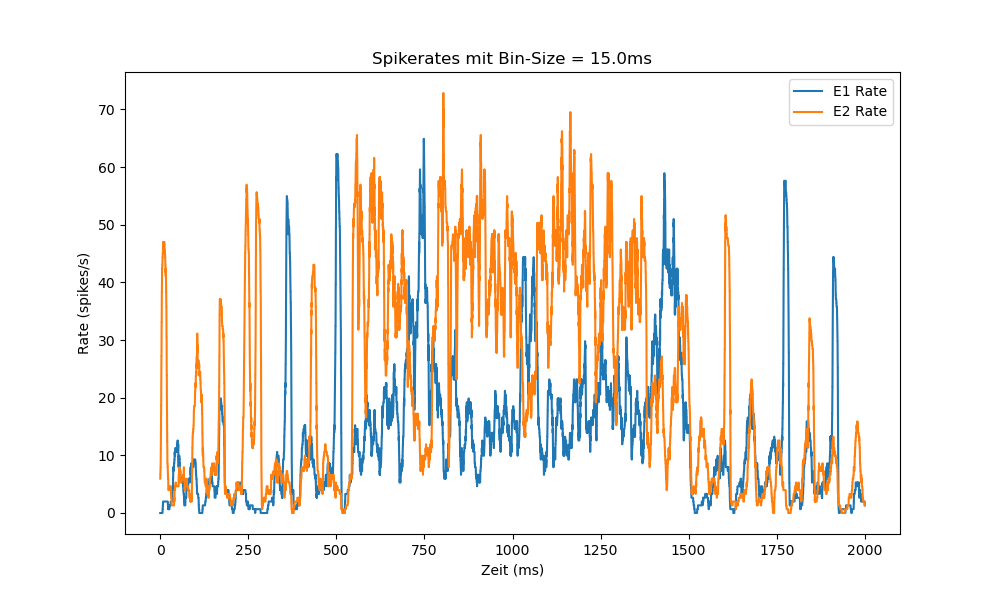 Spikerates mit Bin-Size = 15.0ms
E1 Rate
E2 Rate
70
60
50
40
30
20
10
0
Rate (spikes/s)
0 250 500 750 1000 1250 1500 1750 2000
Zeit (ms)